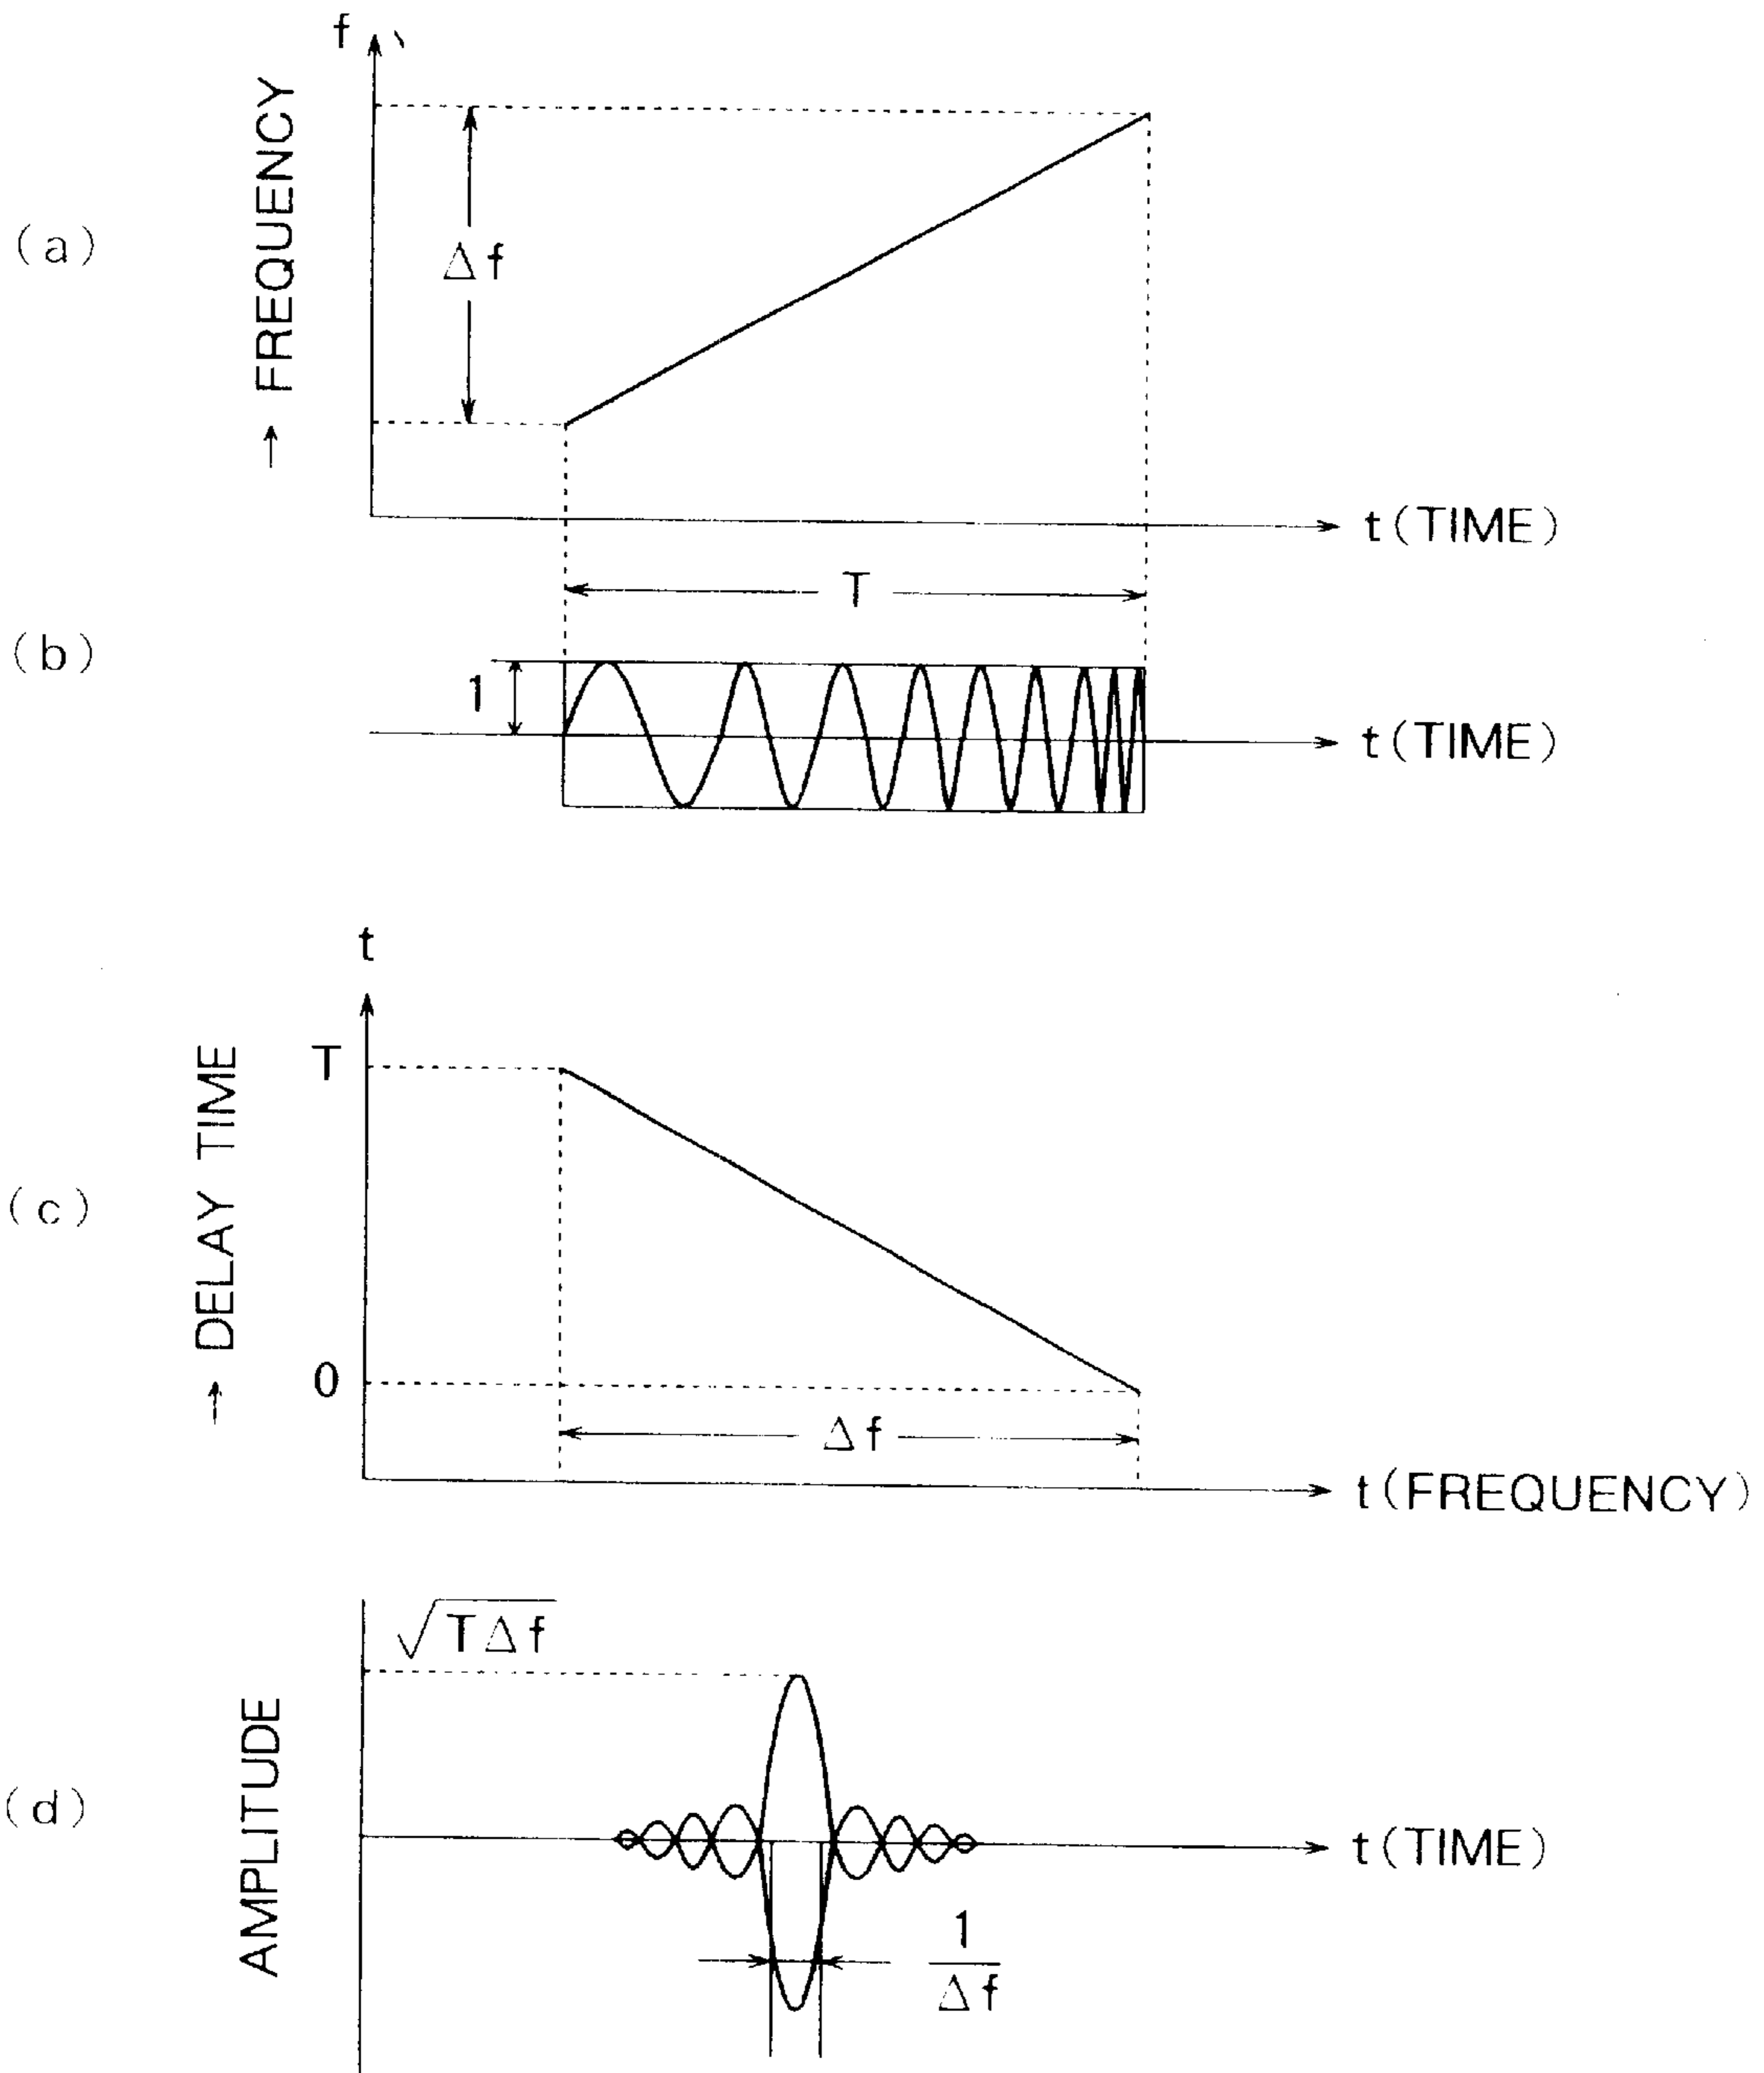 f
→ FREQUENCY
(a)
Δf
t(TIME)
T
(b)
1
t(TIME)
t
→ DELAY TIME
T
(c)
0
Δf
t(FREQUENCY)
√TΔf
AMPLITUDE
(d)
t(TIME)
1
Δf